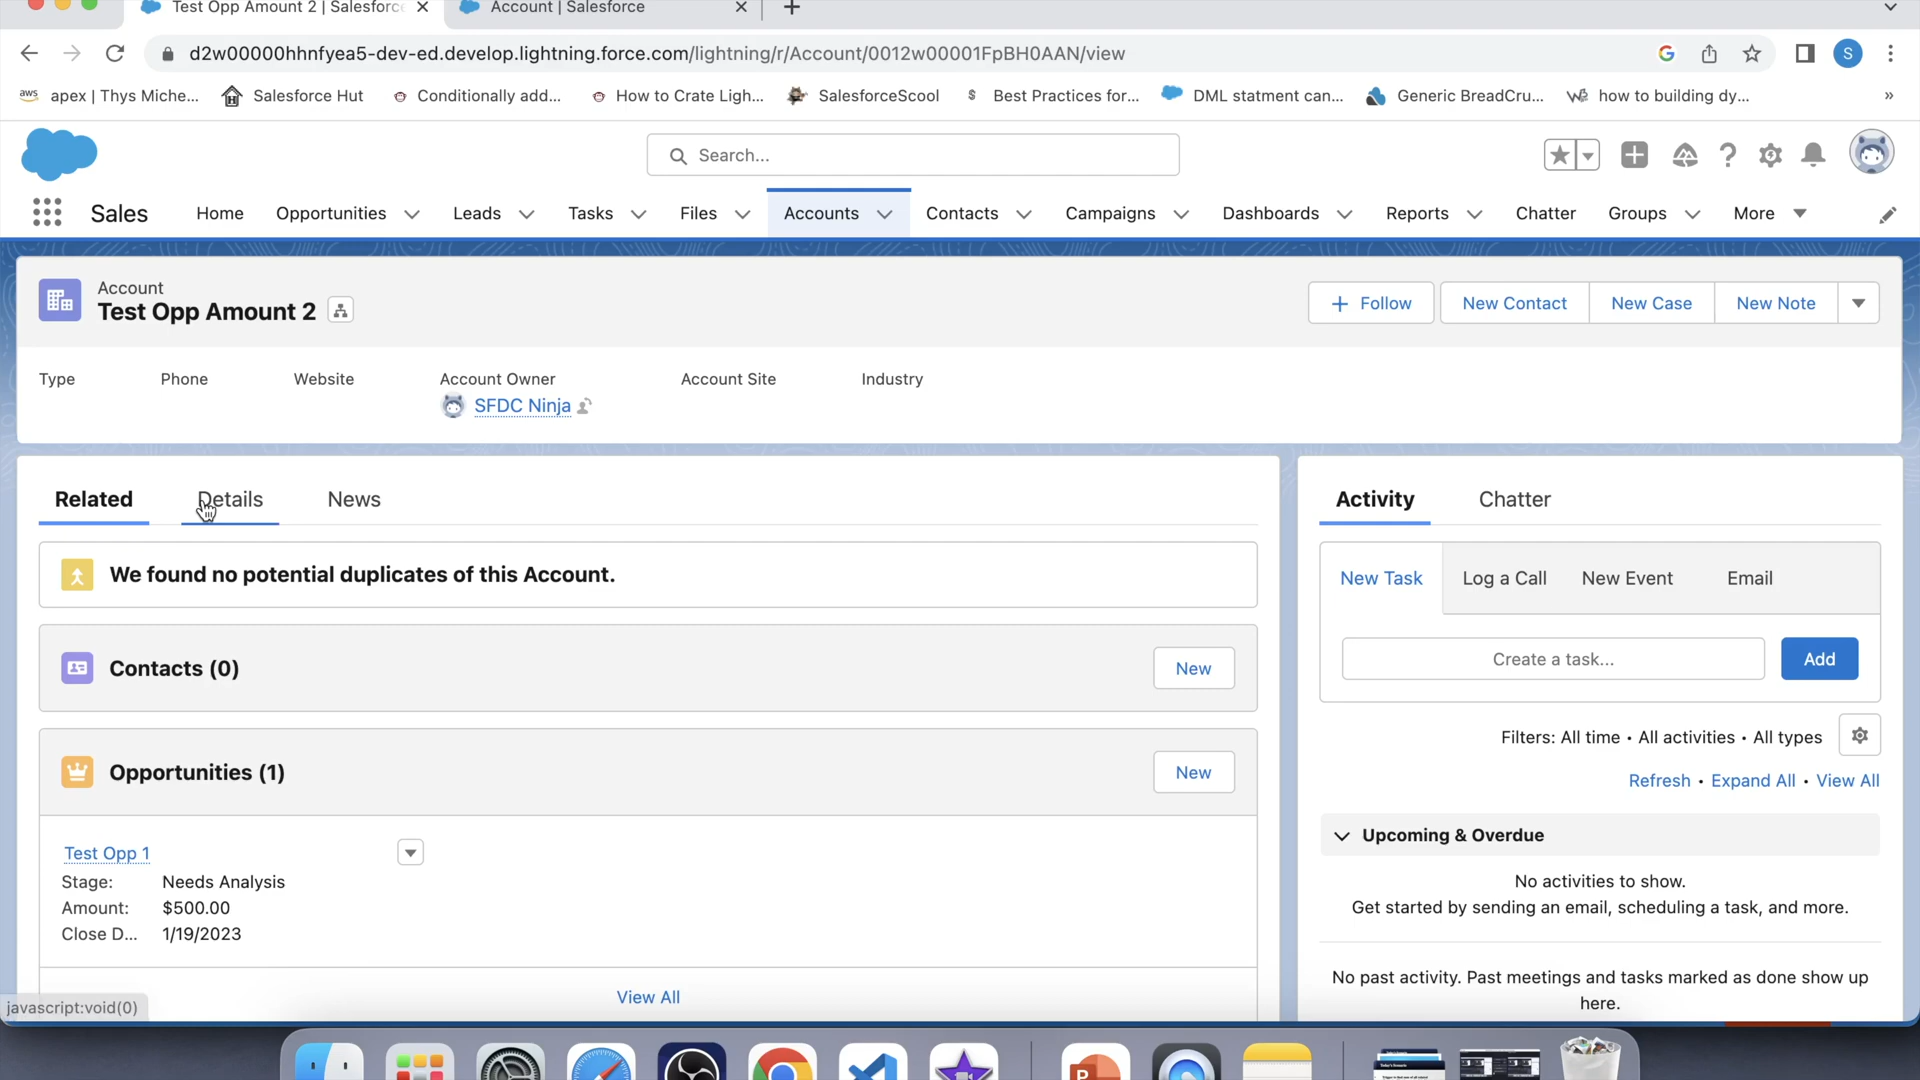 Test Opp Amount 2 | Salesforc
Account | Salesforce
d2w00000hhnfyea5-dev-ed.develop.lightning.force.com/lightning/r/Account/0012w00001FpBH0AAN/view
S
aws apex | Thys Miche...
Salesforce Hut
Conditionally add...
How to Crate Ligh...
SalesforceScool
$ Best Practices for...
DML statment can...
Generic BreadCru...
how to building dy...
»
Search...
Sales
Home
Opportunities
Leads
Tasks
Files
Accounts
Contacts
Campaigns
Dashboards
Reports
Chatter
Groups
More
Account
Test Opp Amount 2
Follow
New Contact
New Case
New Note
Type
Phone
Website
Account Owner
Account Site
Industry
SFDC Ninja
Related
Details
News
We found no potential duplicates of this Account.
Contacts (0)
New
Opportunities (1)
New
Test Opp 1
Stage: Needs Analysis
Amount: $500.00
Close D... 1/19/2023
View All
Activity
Chatter
New Task
Log a Call
New Event
Email
Create a task...
Add
Filters: All time • All activities • All types
Refresh • Expand All • View All
Upcoming & Overdue
No activities to show.
Get started by sending an email, scheduling a task, and more.
No past activity. Past meetings and tasks marked as done show up
here.
javascript:void(0)
P